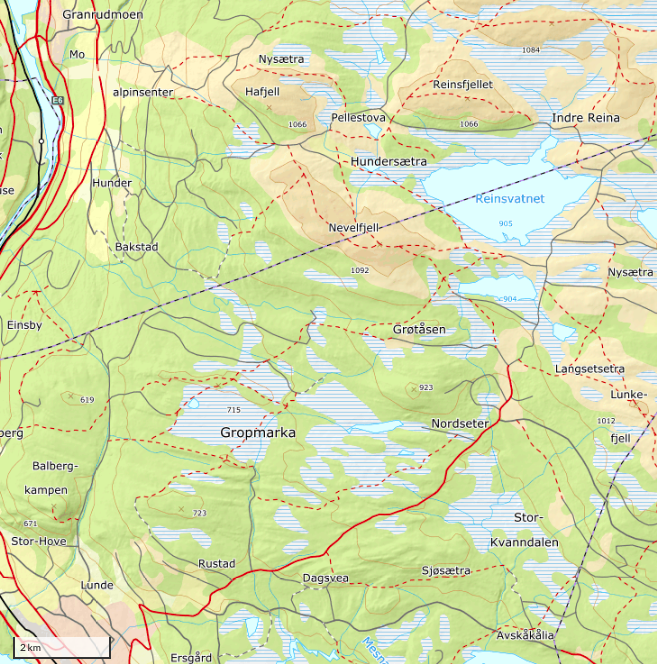 Granrudmoen
Mo
Nysætra
1084
Reinsfjellet
alpinsenter
Hafjell
E6
1066
Pellestova
1066
Indre Reina
Hundersætra
Hunder
Reinsvatnet
905
Nevelfjell
Bakstad
1092
Nysætra
904
Einsby
Grøtåsen
Langsetsetra
923
Lunke-
619
715
Nordseter
1012
berg
Gropmarka
fjell
Balberg-
kampen
723
Stor-
671
Stor-Hove
Kvanndalen
Rustad
Sjøsætra
Dagsvea
Lunde
Avskåkålia
2 km
Ersgård
Mesna